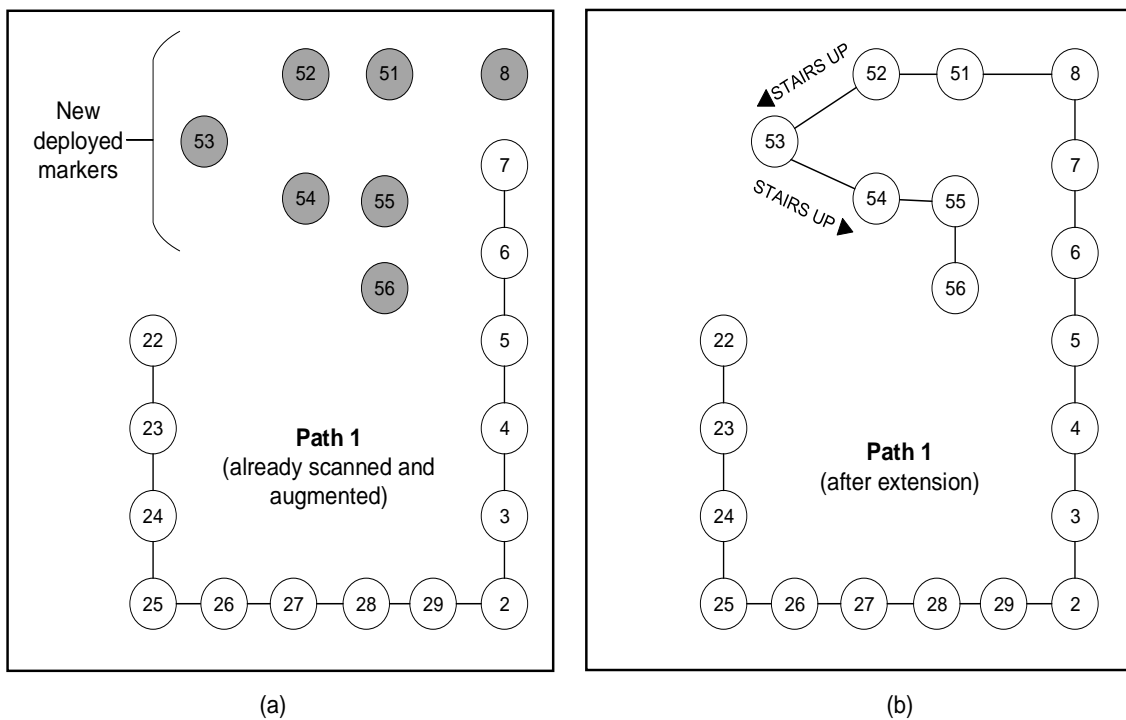 52 51 8
New
deployed
markers
53
7
54 55
6
56
22
5
23
4
Path 1
(already scanned and
augmented)
24
3
25 26 27 28 29 2
(a)
STAIRS UP
52 51 8
53
7
STAIRS UP
54 55
6
56
22
5
23
4
Path 1
(after extension)
24
3
25 26 27 28 29 2
(b)